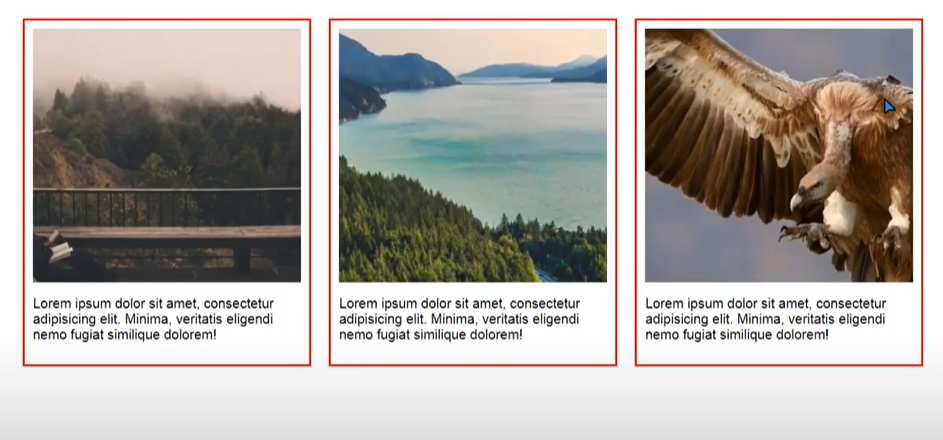 Lorem ipsum dolor sit amet, consectetur
adipisicing elit. Minima, veritatis eligendi
nemo fugiat similique dolorem!
Lorem ipsum dolor sit amet, consectetur
adipisicing elit. Minima, veritatis eligendi
nemo fugiat similique dolorem!
Lorem ipsum dolor sit amet, consectetur
adipisicing elit. Minima, veritatis eligendi
nemo fugiat similique dolorem!